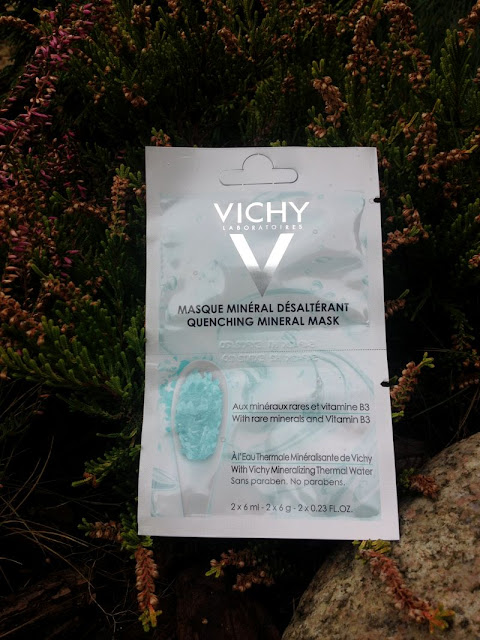 VICHY
LABORATOIRES
V
MASQUE MINÉRAL DÉSALTÉRANT
QUENCHING MINERAL MASK
Aux minéraux rares et vitamine B3
With rare minerals and Vitamin B3
À l'Eau Thermale Minéralisante de Vichy
With Vichy Mineralizing Thermal Water
Sans paraben. No parabens.
2 x 6 ml - 2 x 6 g - 2 x 0.23 FL.OZ.